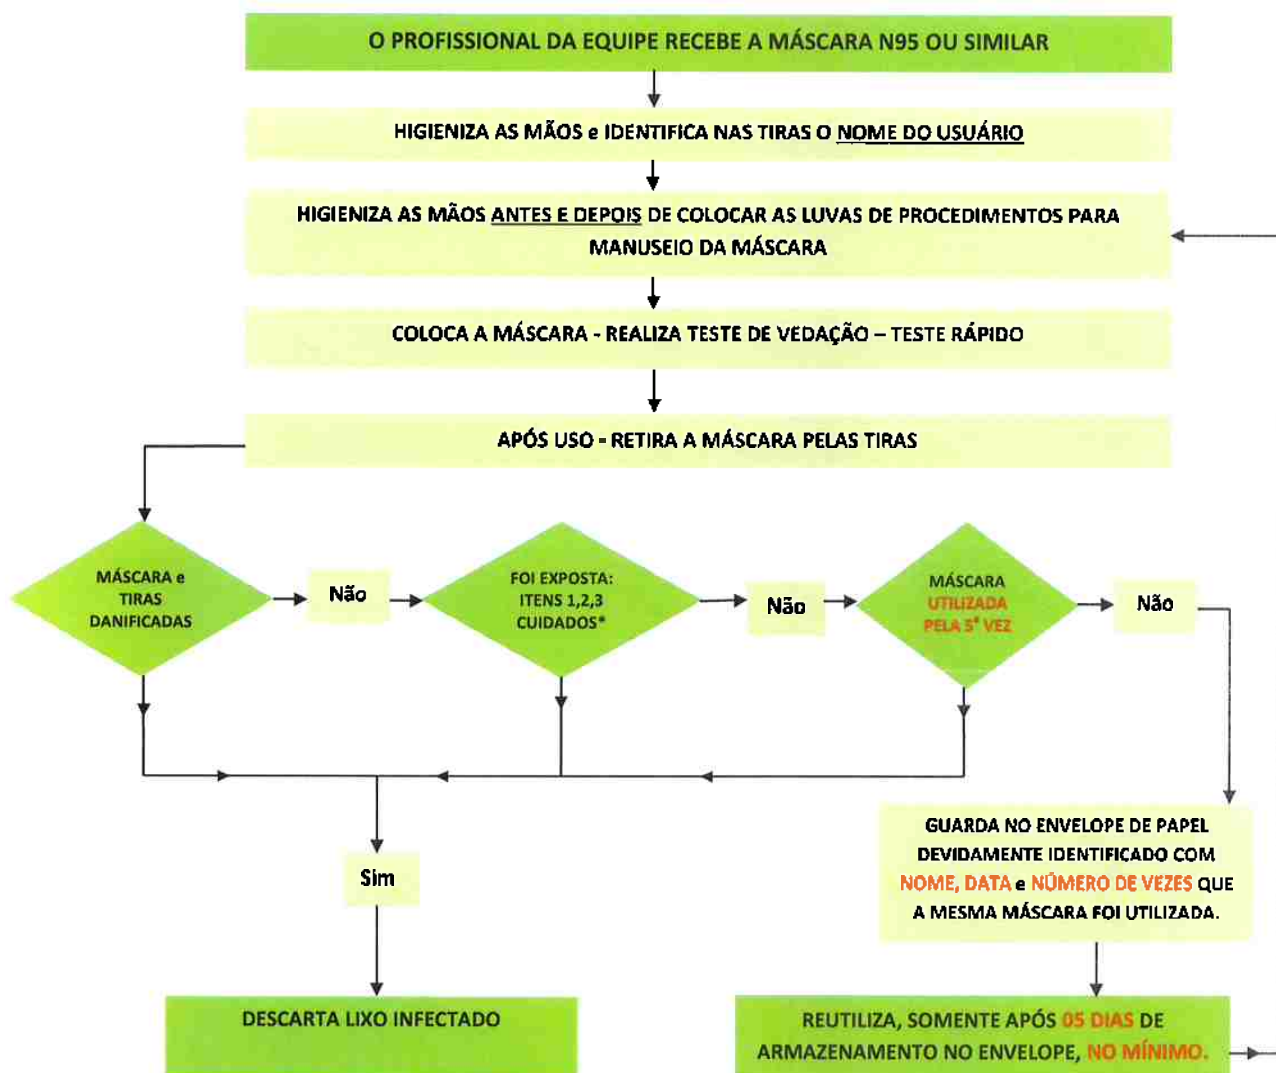 O PROFISSIONAL DA EQUIPE RECEBE A MÁSCARA N95 OU SIMILAR
HIGIENIZA AS MÃOS e IDENTIFICA NAS TIRAS O NOME DO USUÁRIO
HIGIENIZA AS MÃOS ANTES E DEPOIS DE COLOCAR AS LUVAS DE PROCEDIMENTOS PARA
MANUSEIO DA MÁSCARA
COLOCA A MÁSCARA - REALIZA TESTE DE VEDAÇÃO – TESTE RÁPIDO
APÓS USO - RETIRA A MÁSCARA PELAS TIRAS
MÁSCARA e
TIRAS
DANIFICADAS
Não
FOI EXPOSTA:
ITENS 1,2,3
CUIDADOS*
Não
MÁSCARA
UTILIZADA
PELA 5ª VEZ
Não
Sim
GUARDA NO ENVELOPE DE PAPEL
DEVIDAMENTE IDENTIFICADO COM
NOME, DATA e NÚMERO DE VEZES QUE
A MESMA MÁSCARA FOI UTILIZADA.
DESCARTA LIXO INFECTADO
REUTILIZA, SOMENTE APÓS 05 DIAS DE
ARMAZENAMENTO NO ENVELOPE, NO MÍNIMO.